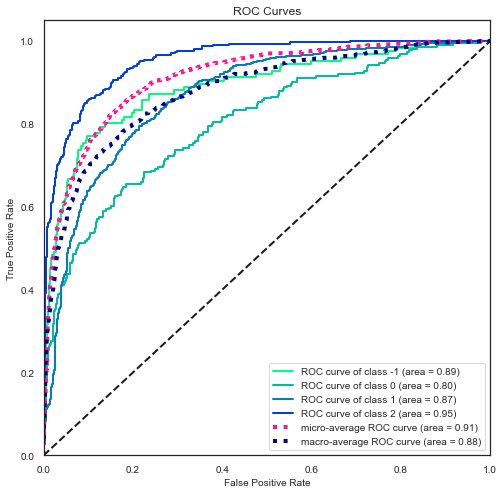 ROC Curves
True Positive Rate
1.0
0.8
0.6
0.4
0.2
0.0
ROC curve of class -1 (area = 0.89)
ROC curve of class 0 (area = 0.80)
ROC curve of class 1 (area = 0.87)
ROC curve of class 2 (area = 0.95)
micro-average ROC curve (area = 0.91)
macro-average ROC curve (area = 0.88)
0.0 0.2 0.4 0.6 0.8 1.0
False Positive Rate